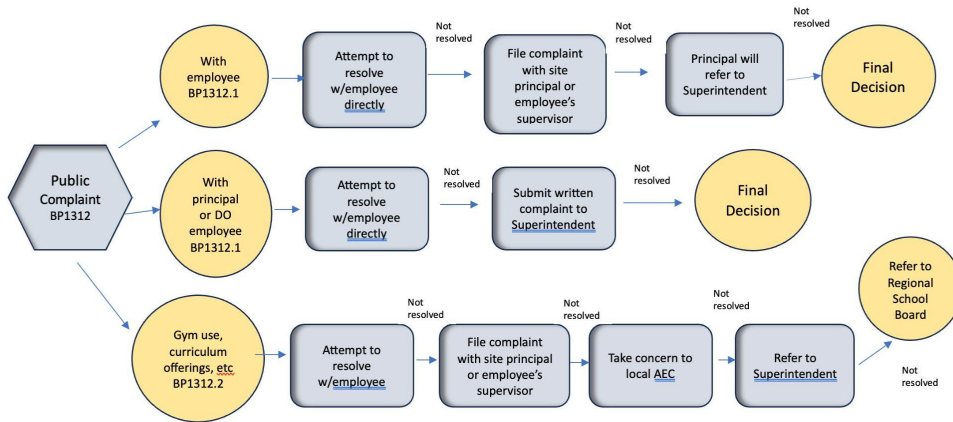 Public
Complaint
BP1312
With
employee
BP1312.1
Attempt to
resolve
w/employee
directly
Not
resolved
File complaint
with site
principal or
employee's
supervisor
Not
resolved
Principal will
refer to
Superintendent
Not
resolved
Final
Decision
With
principal
or DO
employee
BP1312.1
Attempt to
resolve
w/employee
directly
Not
resolved
Submit written
complaint to
Superintendent
Not
resolved
Final
Decision
Gym use,
curriculum
offerings, etc
BP1312.2
Attempt to
resolve
w/employee
Not
resolved
File complaint
with site principal
or employee's
supervisor
Not
resolved
Take concern to
local AEC
Not
resolved
Refer to
Superintendent
Not
resolved
Refer to
Regional
School
Board